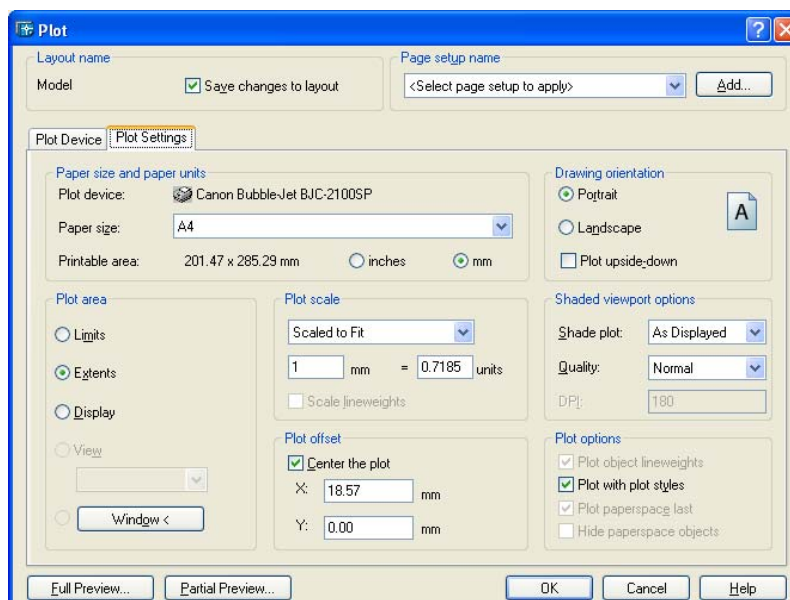 Plot
Layout name
Model
Save changes to layout
Page setup name
<Select page setup to apply>
Add...
Plot Device
Plot Settings
Paper size and paper units
Plot device:
Canon Bubble-Jet BJC-2100SP
Paper size:
A4
Printable area:
201.47 x 285.29 mm
inches
mm
Drawing orientation
Portrait
Landscape
Plot upside-down
A
Plot area
Limits
Extents
Display
View
Window <
Plot scale
Scaled to Fit
1 mm = 0.7185 units
Scale lineweights
Plot offset
Center the plot
X: 18.57 mm
Y: 0.00 mm
Shaded viewport options
Shade plot: As Displayed
Quality: Normal
DPI: 180
Plot options
Plot object lineweights
Plot with plot styles
Plot paperspace last
Hide paperspace objects
Full Preview...
Partial Preview...
OK
Cancel
Help